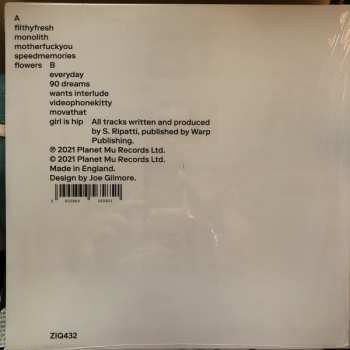 A
filthyfresh
monolith
motherfuckyou
speedmemories
flowers B
everyday
90 dreams
wants interlude
videophonekitty
movathat
girl is hip All tracks written and produced
by S. Ripatti, published by Warp
Publishing.
℗ 2021 Planet Mu Records Ltd.
© 2021 Planet Mu Records Ltd.
Made in England.
Design by Joe Gilmore.
ZIQ432